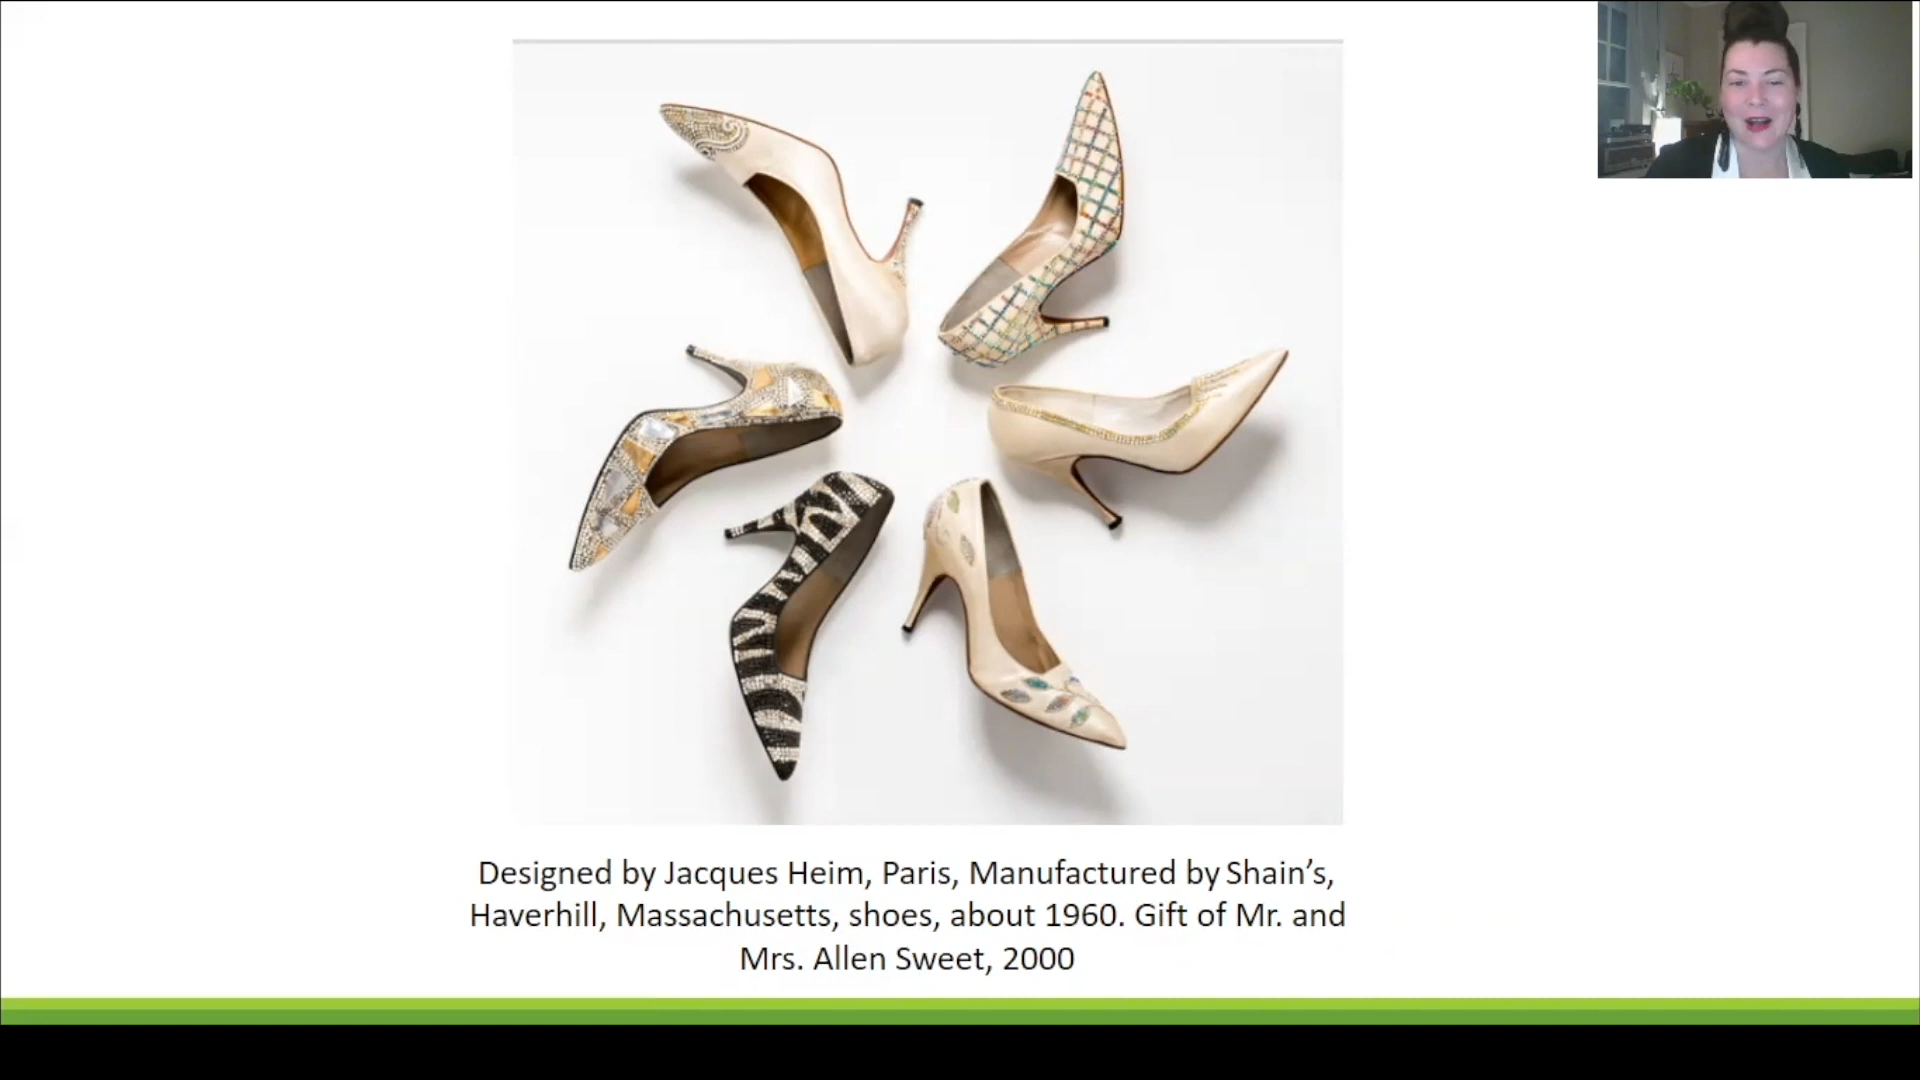 Designed by Jacques Heim, Paris, Manufactured by Shain’s,
Haverhill, Massachusetts, shoes, about 1960. Gift of Mr. and
Mrs. Allen Sweet, 2000